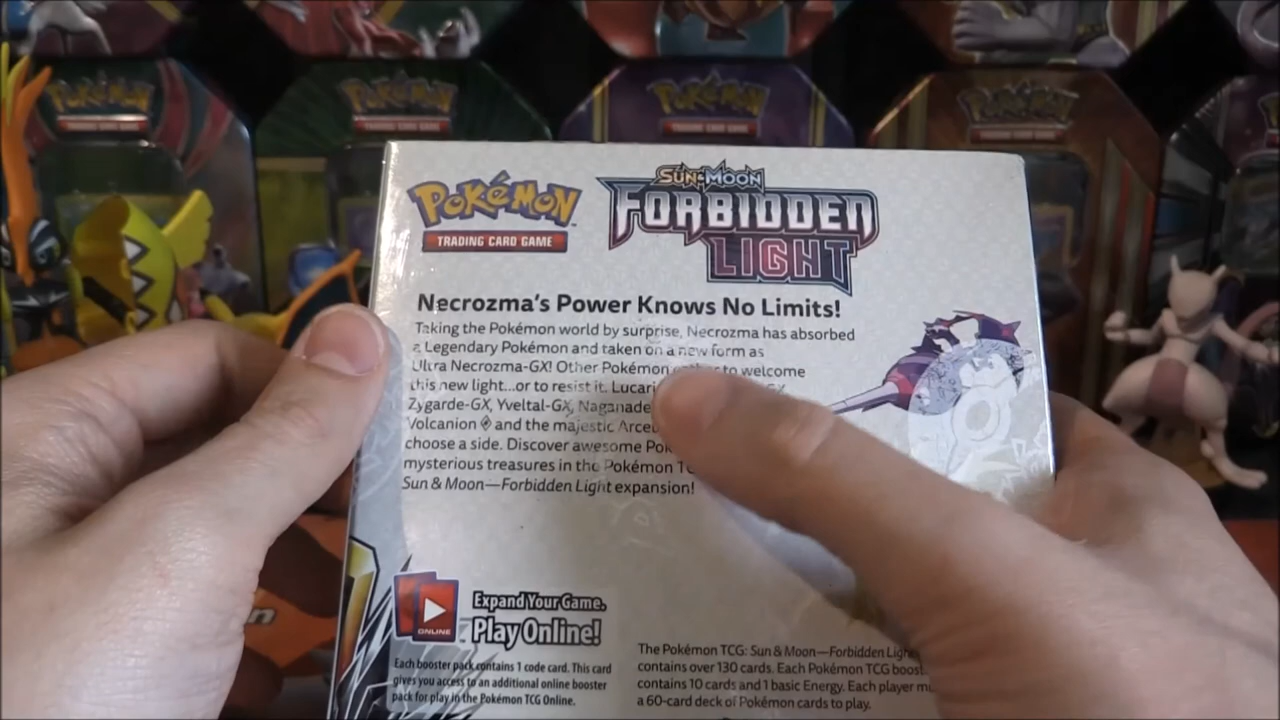 POKÉMON
TRADING CARD GAME
POKÉMON
TRADING CARD GAME
POKÉMON
TRADING CARD GAME
POKÉMON
TRADING CARD GAME
POKÉMON
TRADING CARD GAME
SUN & MOON
FORBIDDEN
LIGHT
Necrozma's Power Knows No Limits!
Taking the Pokémon world by surprise, Necrozma has absorbed
a Legendary Pokémon and taken on a new form as
Ultra Necrozma-GX! Other Pokémon to welcome
this new light...or to resist it.
Zygarde-GX, Yveltal-GX,
Volcanion and the majestic
choose a side. Discover awesome
mysterious treasures in the Pokémon
Sun & Moon—Forbidden Light expansion!
ONLINE
Expand Your Game.
Play Online!
Each booster pack contains 1 code card. This card
gives you access to an additional online booster
pack for play in the Pokémon TCG Online.
The Pokémon TCG: Sun & Moon—Forbidden
contains over 130 cards. Each Pokémon TCG
contains 10 cards and 1 basic Energy. Each player
a 60-card deck of Pokémon cards to play.